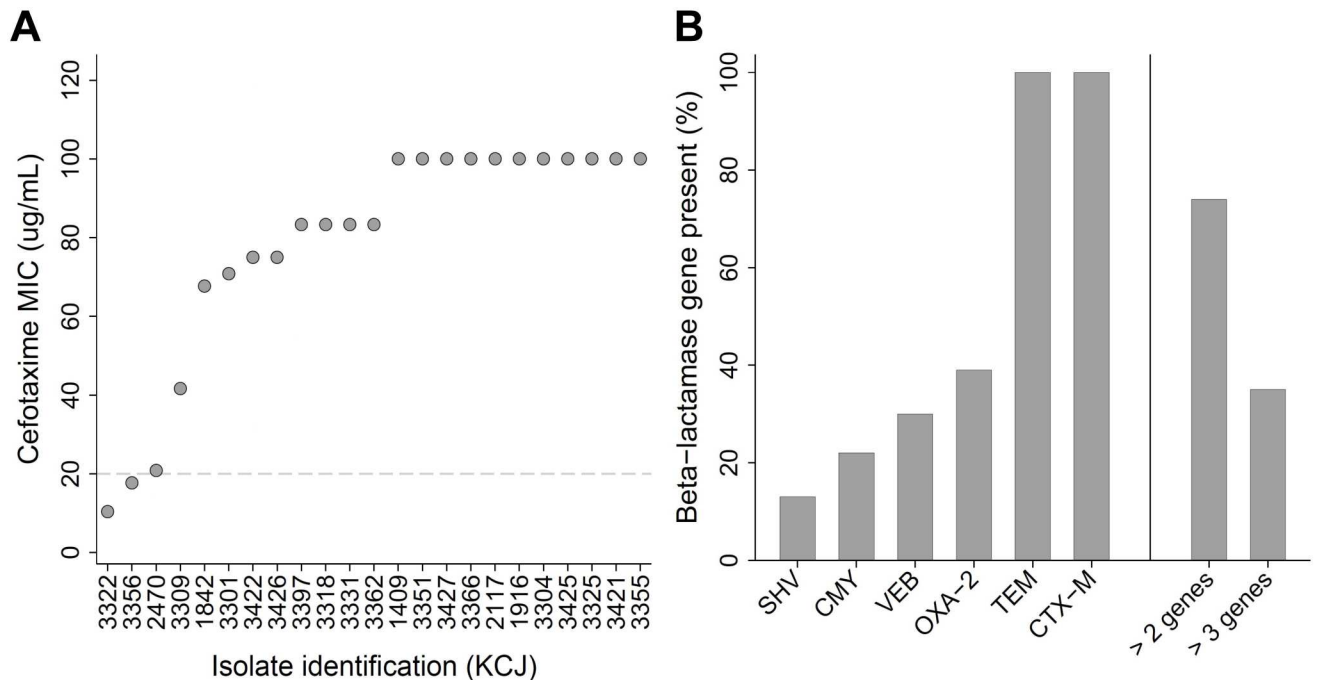 A
Cefotaxime MIC (ug/mL)
120
100
80
60
40
20
0
3322
3356
2470
3309
1842
3301
3422
3426
3397
3318
3331
3362
1409
3351
3427
3366
2117
1916
3304
3425
3325
3421
3355
Isolate identification (KCJ)
B
Beta−lactamase gene present (%)
100
80
60
40
20
0
SHV
CMY
VEB
OXA−2
TEM
CTX−M
> 2 genes
> 3 genes